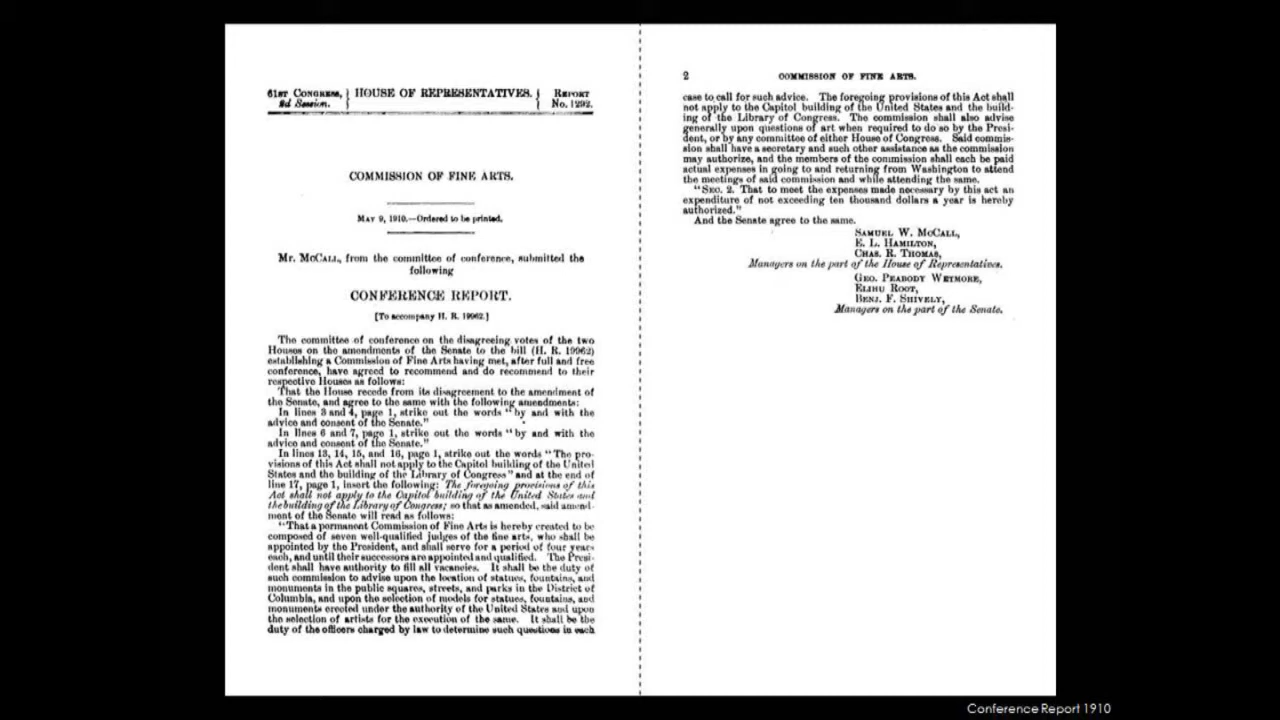 61ST CONGRESS, } HOUSE OF REPRESENTATIVES. { REPORT
2d Session. } { No. 1292.
COMMISSION OF FINE ARTS.
MAY 9, 1910.—Ordered to be printed.
Mr. MCCALL, from the committee of conference, submitted the
following
CONFERENCE REPORT.
[To accompany H. R. 19962.]
The committee of conference on the disagreeing votes of the two
Houses on the amendments of the Senate to the bill (H. R. 19962)
establishing a Commission of Fine Arts having met, after full and free
conference, have agreed to recommend and do recommend to their
respective Houses as follows:
That the House recede from its disagreement to the amendment of
the Senate, and agree to the same with the following amendments:
In lines 3 and 4, page 1, strike out the words "by and with the
advice and consent of the Senate."
In lines 6 and 7, page 1, strike out the words "by and with the
advice and consent of the Senate."
In lines 13, 14, 15, and 16, page 1, strike out the words "The pro-
visions of this Act shall not apply to the Capitol building of the United
States and the building of the Library of Congress" and at the end of
line 17, page 1, insert the following: The foregoing provisions of this
Act shall not apply to the Capitol building of the United States and
the building of the Library of Congress; so that as amended, said amend-
ment of the Senate will read as follows:
"That a permanent Commission of Fine Arts is hereby created to be
composed of seven well-qualified judges of the fine arts, who shall be
appointed by the President, and shall serve for a period of four years
each, and until their successors are appointed and qualified. The Presi-
dent shall have authority to fill all vacancies. It shall be the duty of
such commission to advise upon the location of statues, fountains, and
monuments in the public squares, streets, and parks in the District of
Columbia, and upon the selection of models for statues, fountains, and
monuments erected under the authority of the United States and upon
the selection of artists for the execution of the same. It shall be the
duty of the officers charged by law to determine such questions in each
2 COMMISSION OF FINE ARTS.
case to call for such advice. The foregoing provisions of this Act shall
not apply to the Capitol building of the United States and the build-
ing of the Library of Congress. The commission shall also advise
generally upon questions of art when required to do so by the Presi-
dent, or by any committee of either House of Congress. Said commis-
sion shall have a secretary and such other assistance as the commission
may authorize, and the members of the commission shall each be paid
actual expenses in going to and returning from Washington to attend
the meetings of said commission and while attending the same.
"SEC. 2. That to meet the expenses made necessary by this act an
expenditure of not exceeding ten thousand dollars a year is hereby
authorized."
And the Senate agree to the same.
SAMUEL W. MCCALL,
E. L. HAMILTON,
CHAS. R. THOMAS,
Managers on the part of the House of Representatives.
GEO. PEABODY WETMORE,
ELIHU ROOT,
BENJ. F. SHIVELY,
Managers on the part of the Senate.
Conference Report 1910